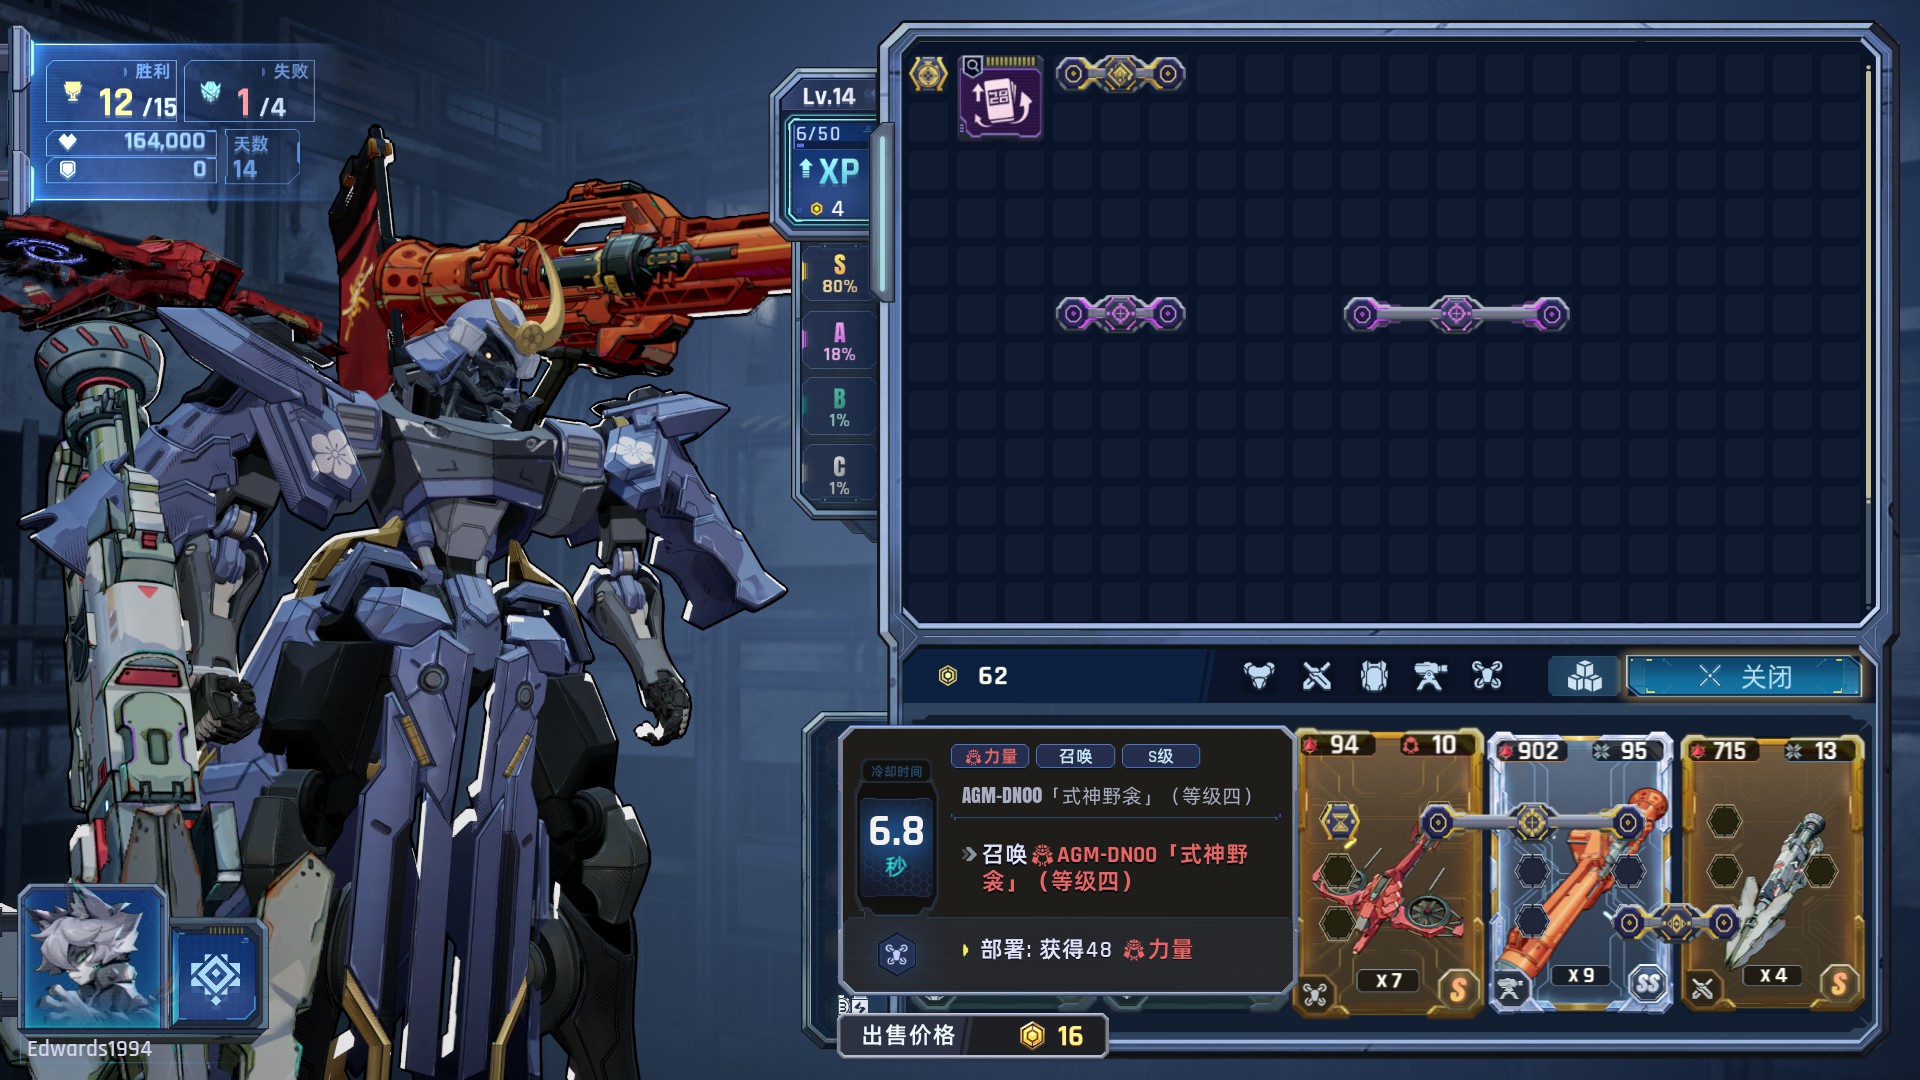 胜利
12 /15
失败
1 /4
164,000
0
天数
14
Lv.14
6/50
XP
4
S
80%
A
18%
B
1%
C
1%
62
关闭
冷却时间
6.8
秒
力量
召唤
S级
AGM-DN00「式神野衾」(等级四)
召唤 AGM-DN00「式神野
衾」(等级四)
部署: 获得48 力量
出售价格
16
94
10
x7
S
902
95
x9
SS
715
13
x4
S
Edwards1994